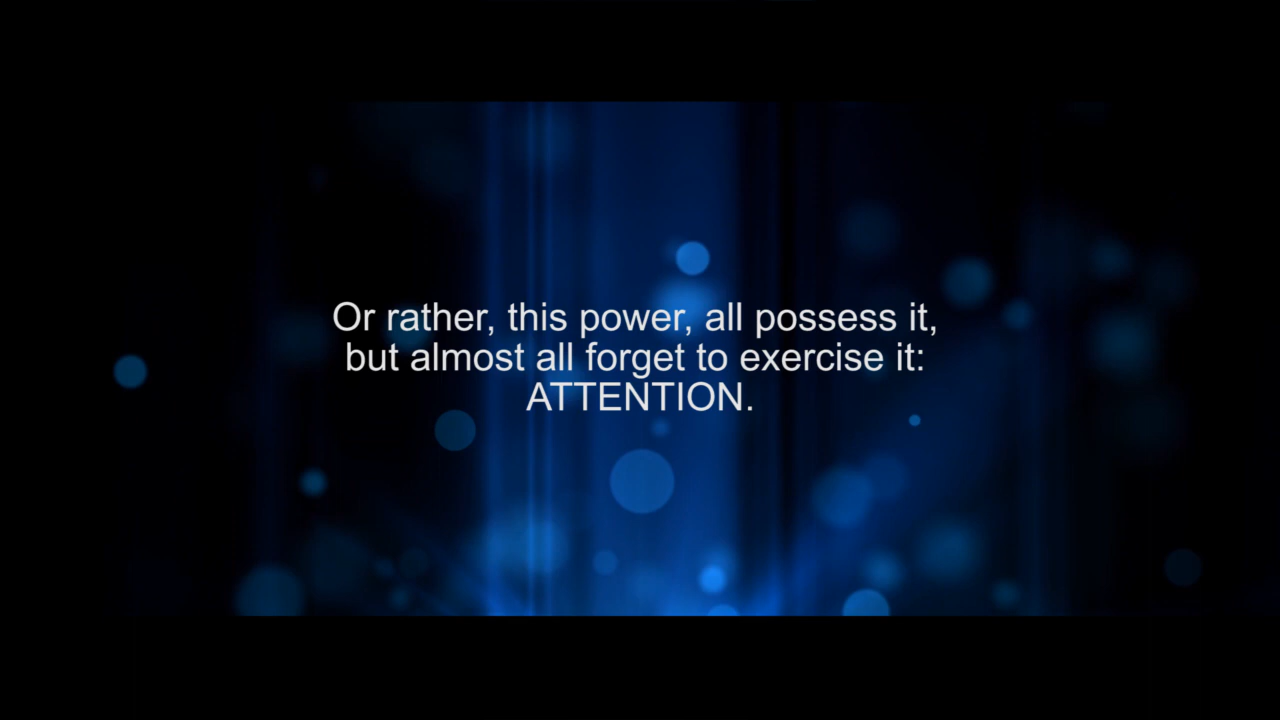 Or rather, this power, all possess it,
but almost all forget to exercise it:
ATTENTION.